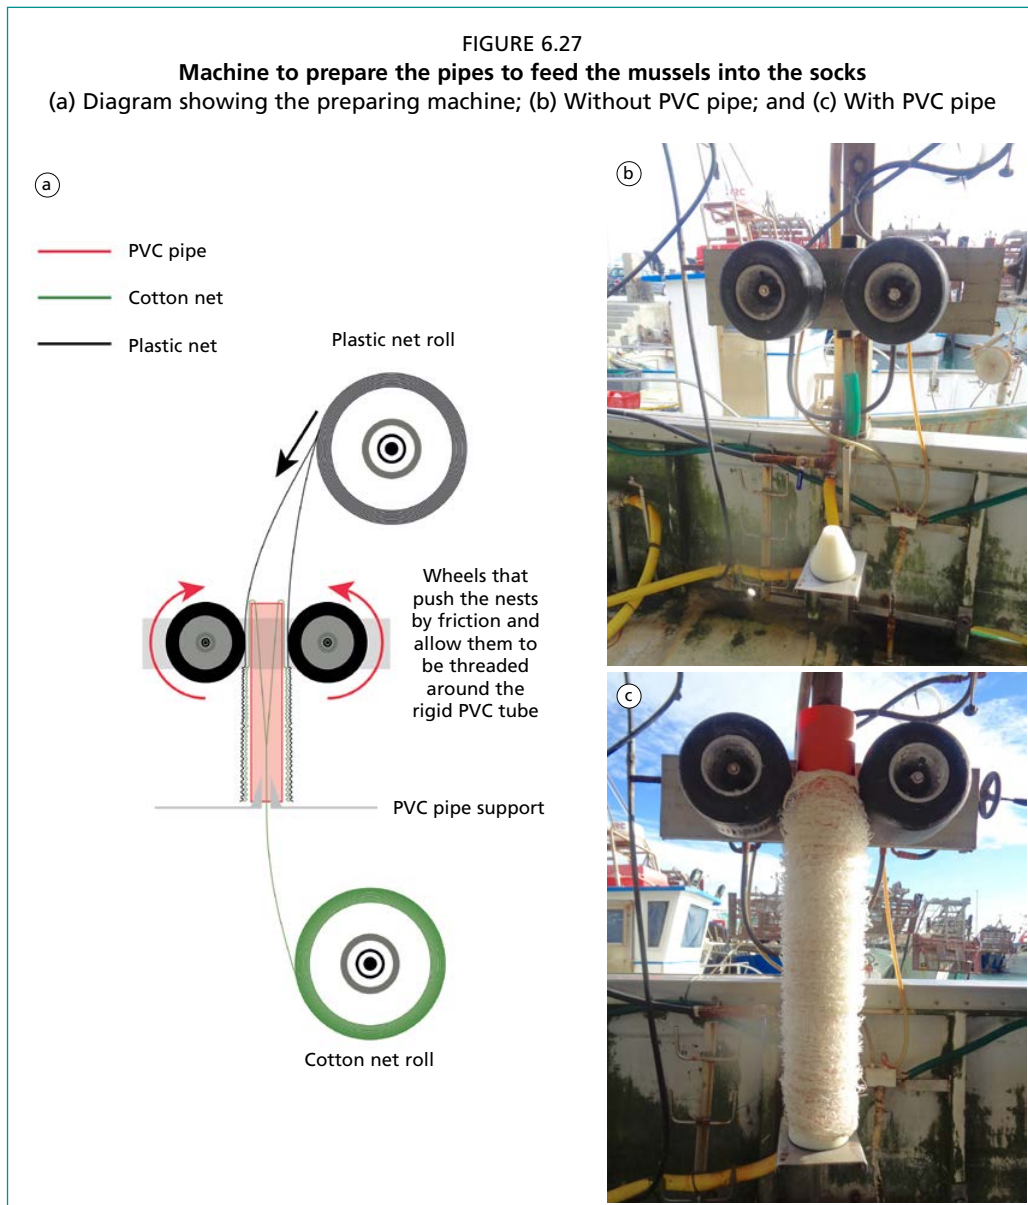 FIGURE 6.27
Machine to prepare the pipes to feed the mussels into the socks
(a) Diagram showing the preparing machine; (b) Without PVC pipe; and (c) With PVC pipe
a
PVC pipe
Cotton net
Plastic net
Plastic net roll
Wheels that
push the nests
by friction and
allow them to
be threaded
around the
rigid PVC tube
PVC pipe support
Cotton net roll
b
c